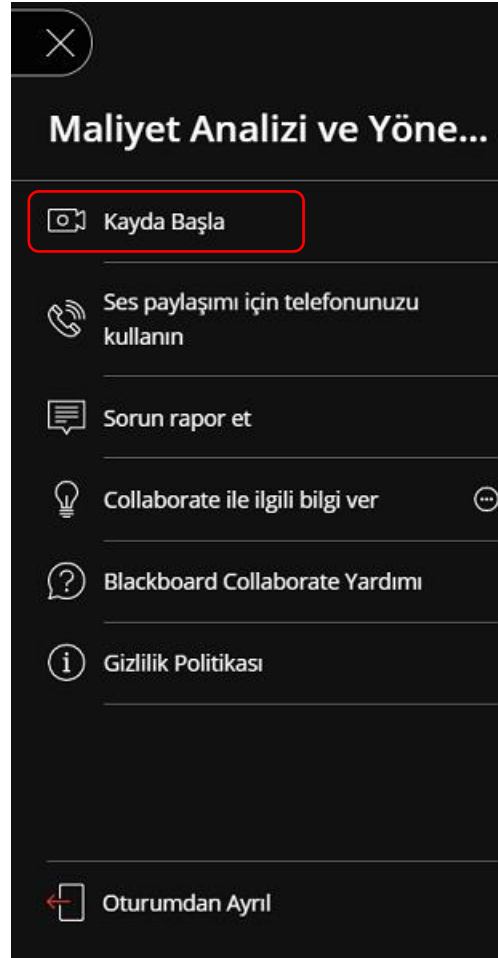 Maliyet Analizi ve Yöne...
Kayda Başla
Ses paylaşımı için telefonunuzu
kullanın
Sorun rapor et
Collaborate ile ilgili bilgi ver
Blackboard Collaborate Yardımı
Gizlilik Politikası
Oturumdan Ayrıl